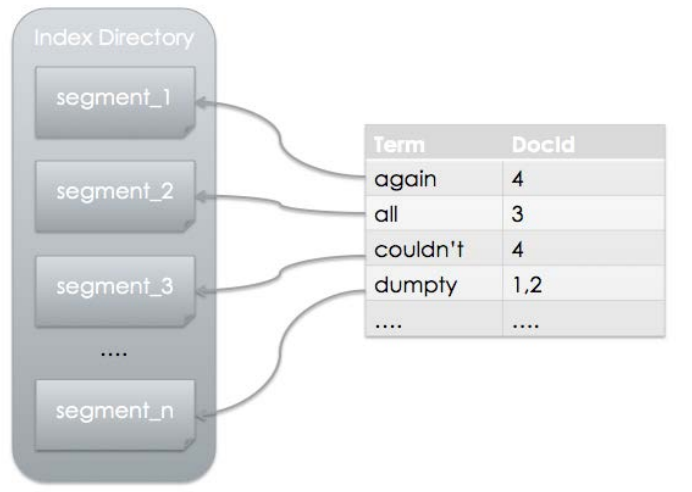 Index Directory
segment_1
segment_2
segment_3
....
segment_n
Term DocId
again 4
all 3
couldn't 4
dumpty 1,2
.... ....